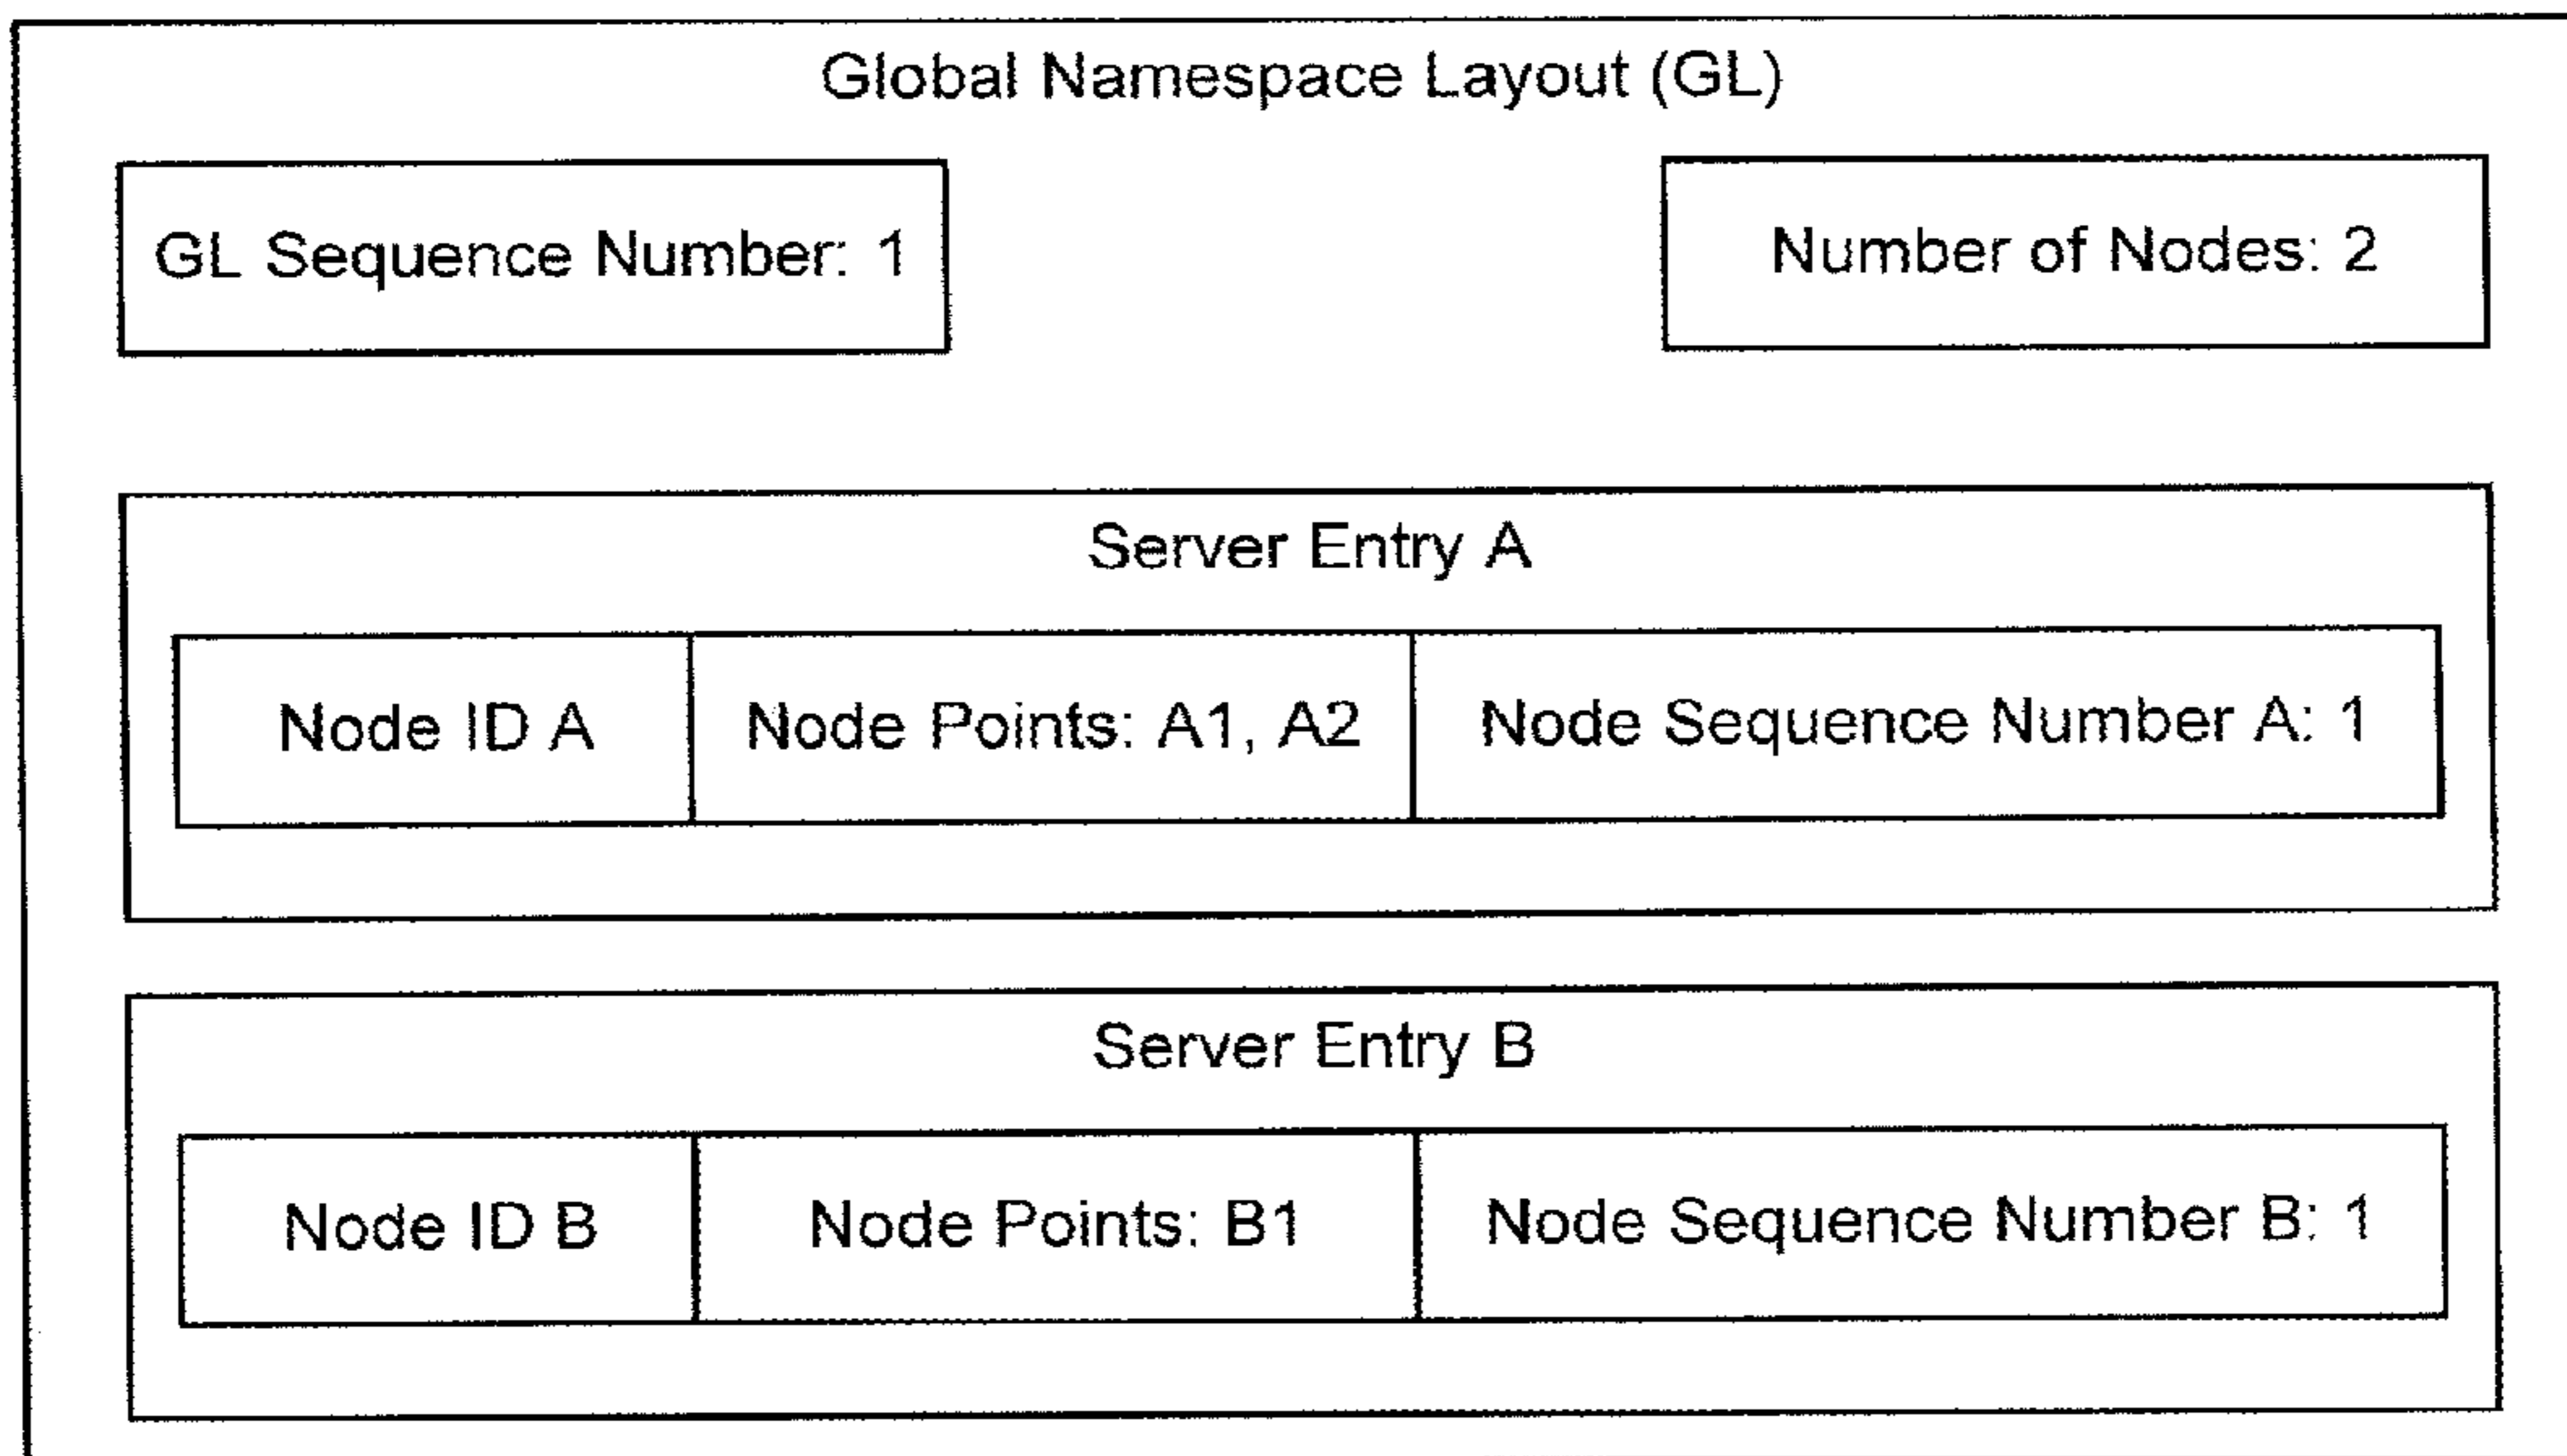 Global Namespace Layout (GL)
GL Sequence Number: 1
Number of Nodes: 2
Server Entry A
Node ID A
Node Points: A1, A2
Node Sequence Number A: 1
Server Entry B
Node ID B
Node Points: B1
Node Sequence Number B: 1